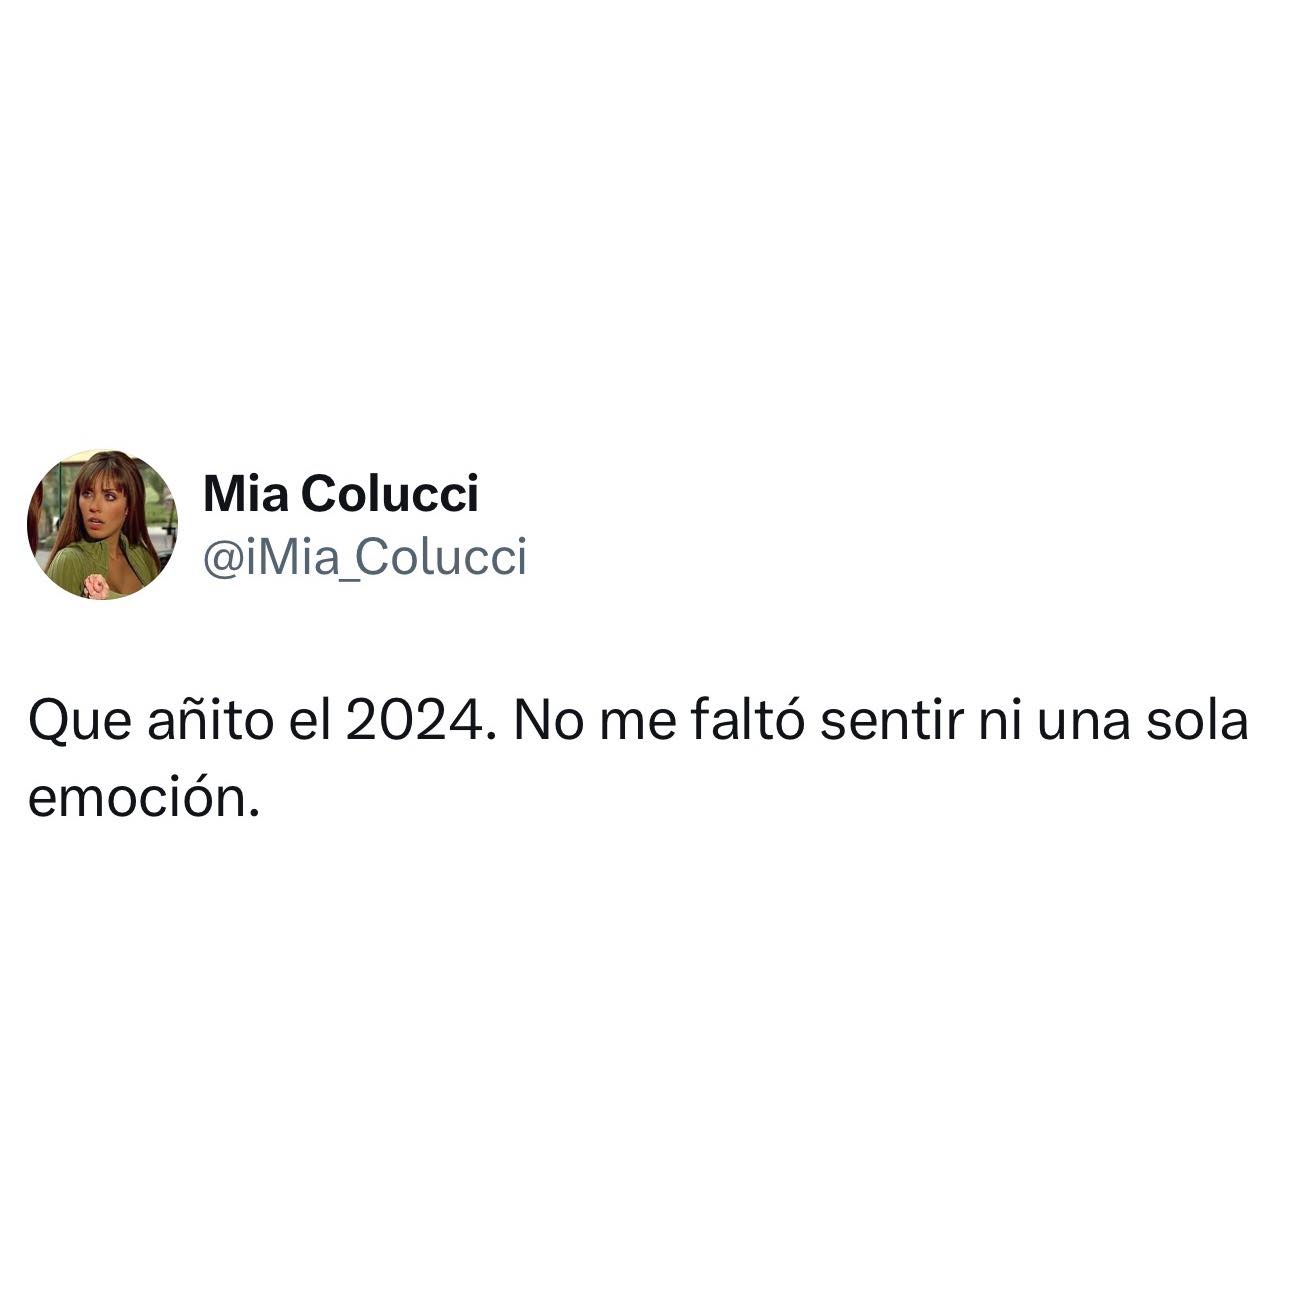 Mia Colucci
@iMia_Colucci
Que añito el 2024. No me faltó sentir ni una sola
emoción.